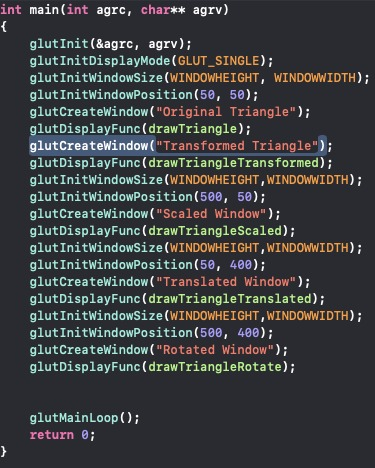 int main(int agrc, char** agrv)
{
glutInit(&agrc, agrv);
glutInitDisplayMode(GLUT_SINGLE);
glutInitWindowSize(WINDOWHEIGHT, WINDOWWIDTH);
glutInitWindowPosition(50, 50);
glutCreateWindow("Original Triangle");
glutDisplayFunc(drawTriangle);
glutCreateWindow("Transformed Triangle");
glutDisplayFunc(drawTriangleTransformed);
glutInitWindowSize(WINDOWHEIGHT,WINDOWWIDTH);
glutInitWindowPosition(500, 50);
glutCreateWindow("Scaled Window");
glutDisplayFunc(drawTriangleScaled);
glutInitWindowSize(WINDOWHEIGHT,WINDOWWIDTH);
glutInitWindowPosition(50, 400);
glutCreateWindow("Translated Window");
glutDisplayFunc(drawTriangleTranslated);
glutInitWindowSize(WINDOWHEIGHT,WINDOWWIDTH);
glutInitWindowPosition(500, 400);
glutCreateWindow("Rotated Window");
glutDisplayFunc(drawTriangleRotate);
glutMainLoop();
return 0;
}